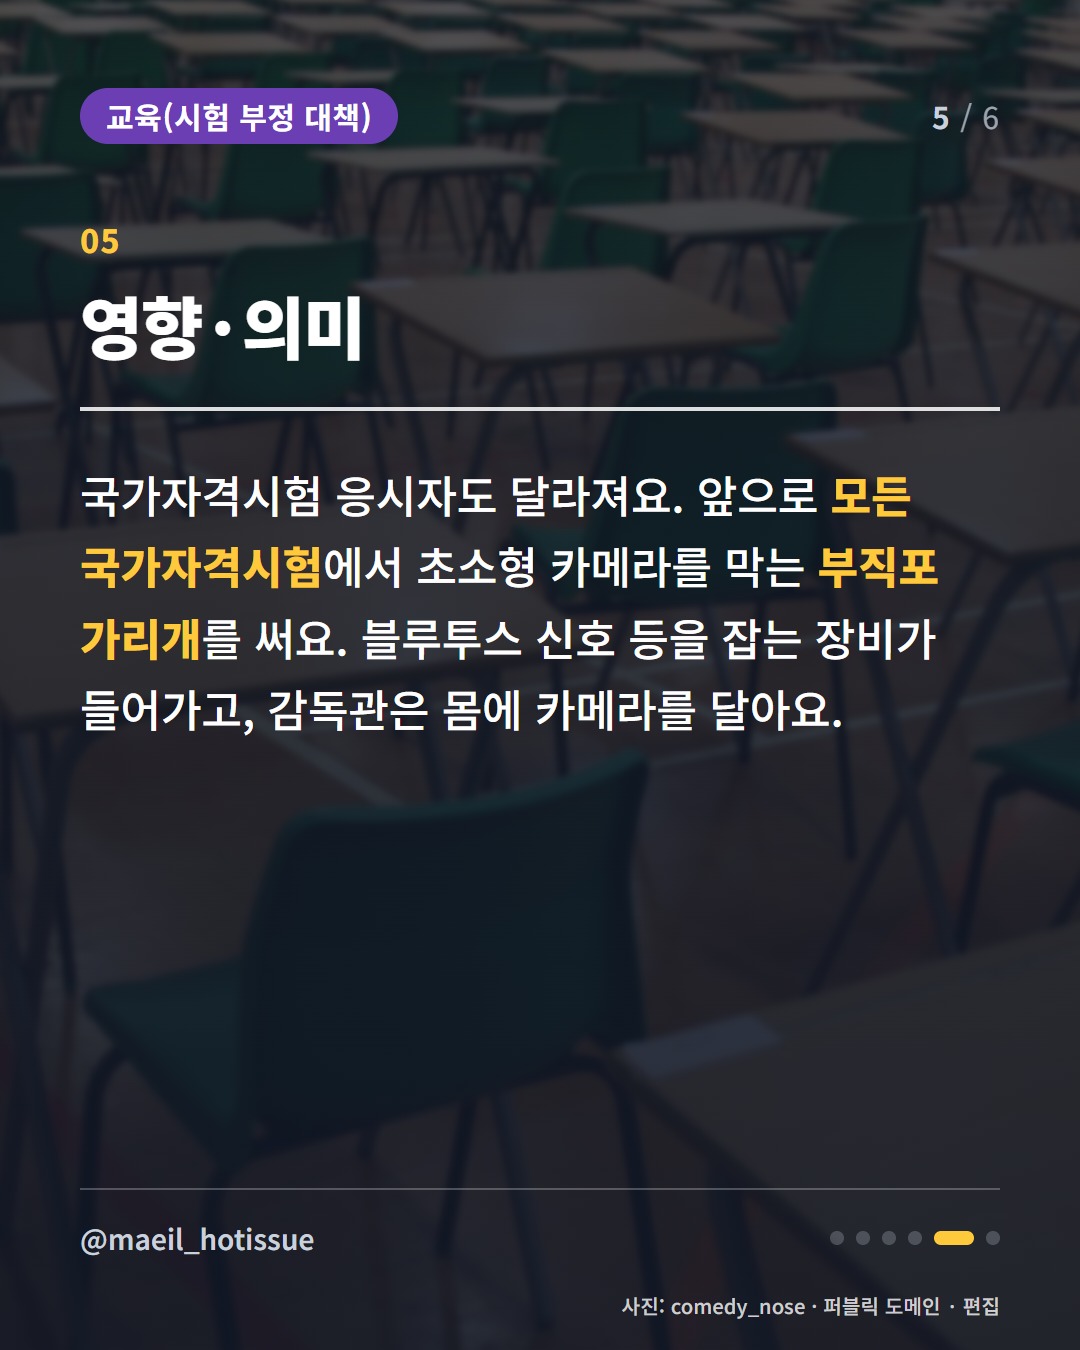 교육(시험 부정 대책)
5 / 6
05
영향·의미
국가자격시험 응시자도 달라져요. 앞으로 모든
국가자격시험에서 초소형 카메라를 막는 부직포
가리개를 써요. 블루투스 신호 등을 잡는 장비가
들어가고, 감독관은 몸에 카메라를 달아요.
@maeil_hotissue
사진: comedy_nose · 퍼블릭 도메인 · 편집